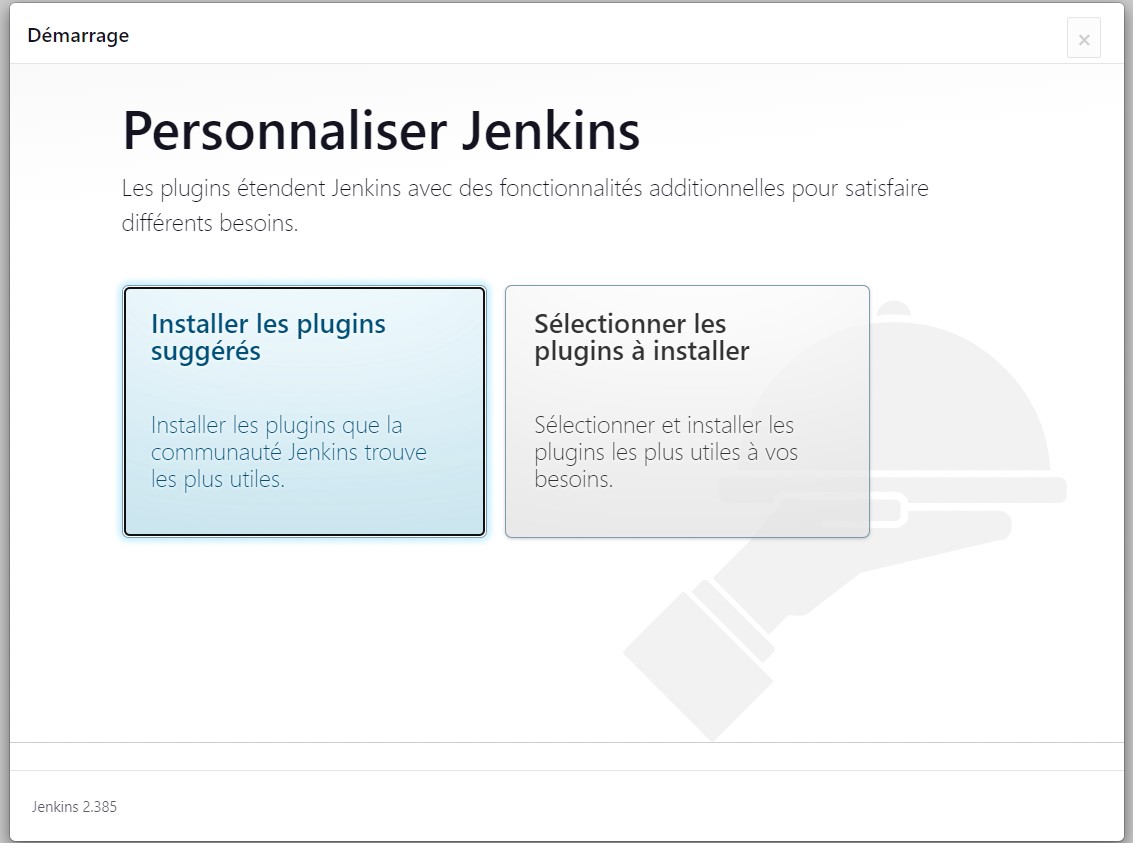 Démarrage
×
Personnaliser Jenkins
Les plugins étendent Jenkins avec des fonctionnalités additionnelles pour satisfaire
différents besoins.
Installer les plugins
suggérés
Installer les plugins que la
communauté Jenkins trouve
les plus utiles.
Sélectionner les
plugins à installer
Sélectionner et installer les
plugins les plus utiles à vos
besoins.
Jenkins 2.385